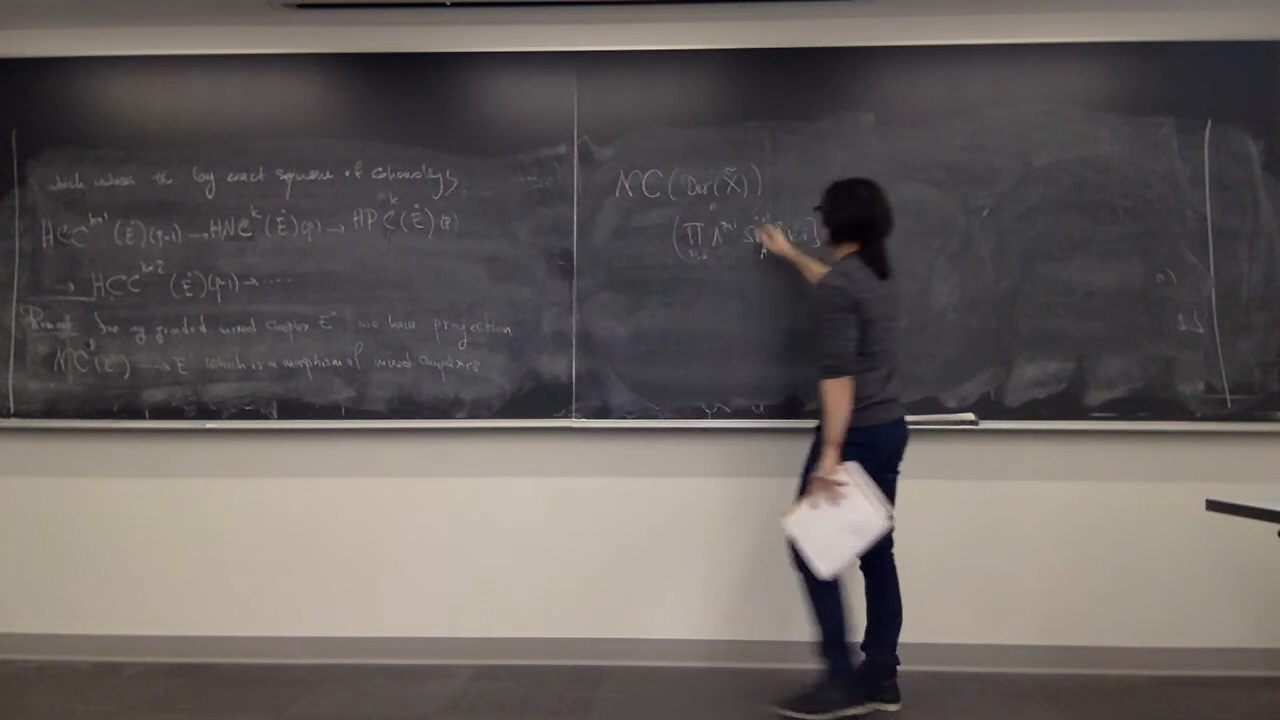 which induces the long exact sequence of cohomology
HCC^{k+1}(E^•)(p-1) → HNC^k(E^•)(p) → HPC^k(E^•)(p)
→ HCC^{k+2}(E^•)(p-1) → ....
Remark for any graded mixed complex E^• we have projection
NC^•(E^•) → E^• which is a morphism of mixed complexes
NC(Der(X̃))
(∏